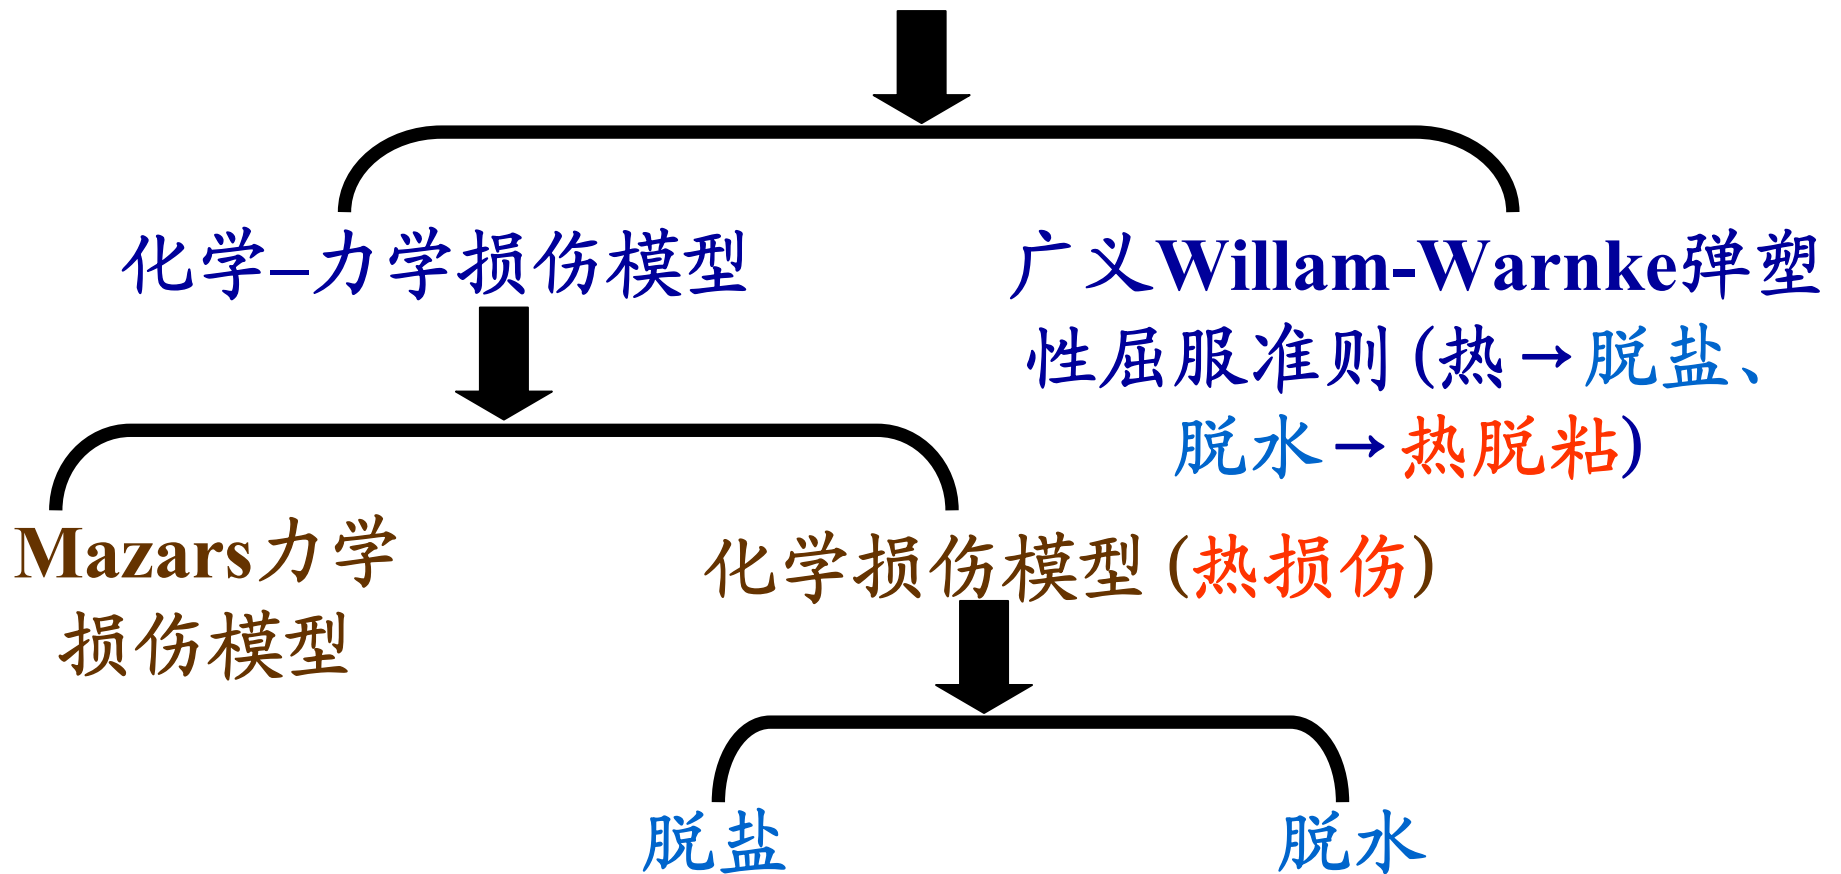 化学–力学损伤模型
广义Willam-Warnke弹塑
性屈服准则 (热→脱盐、
脱水→热脱粘)
Mazars力学
损伤模型
化学损伤模型 (热损伤)
脱盐
脱水